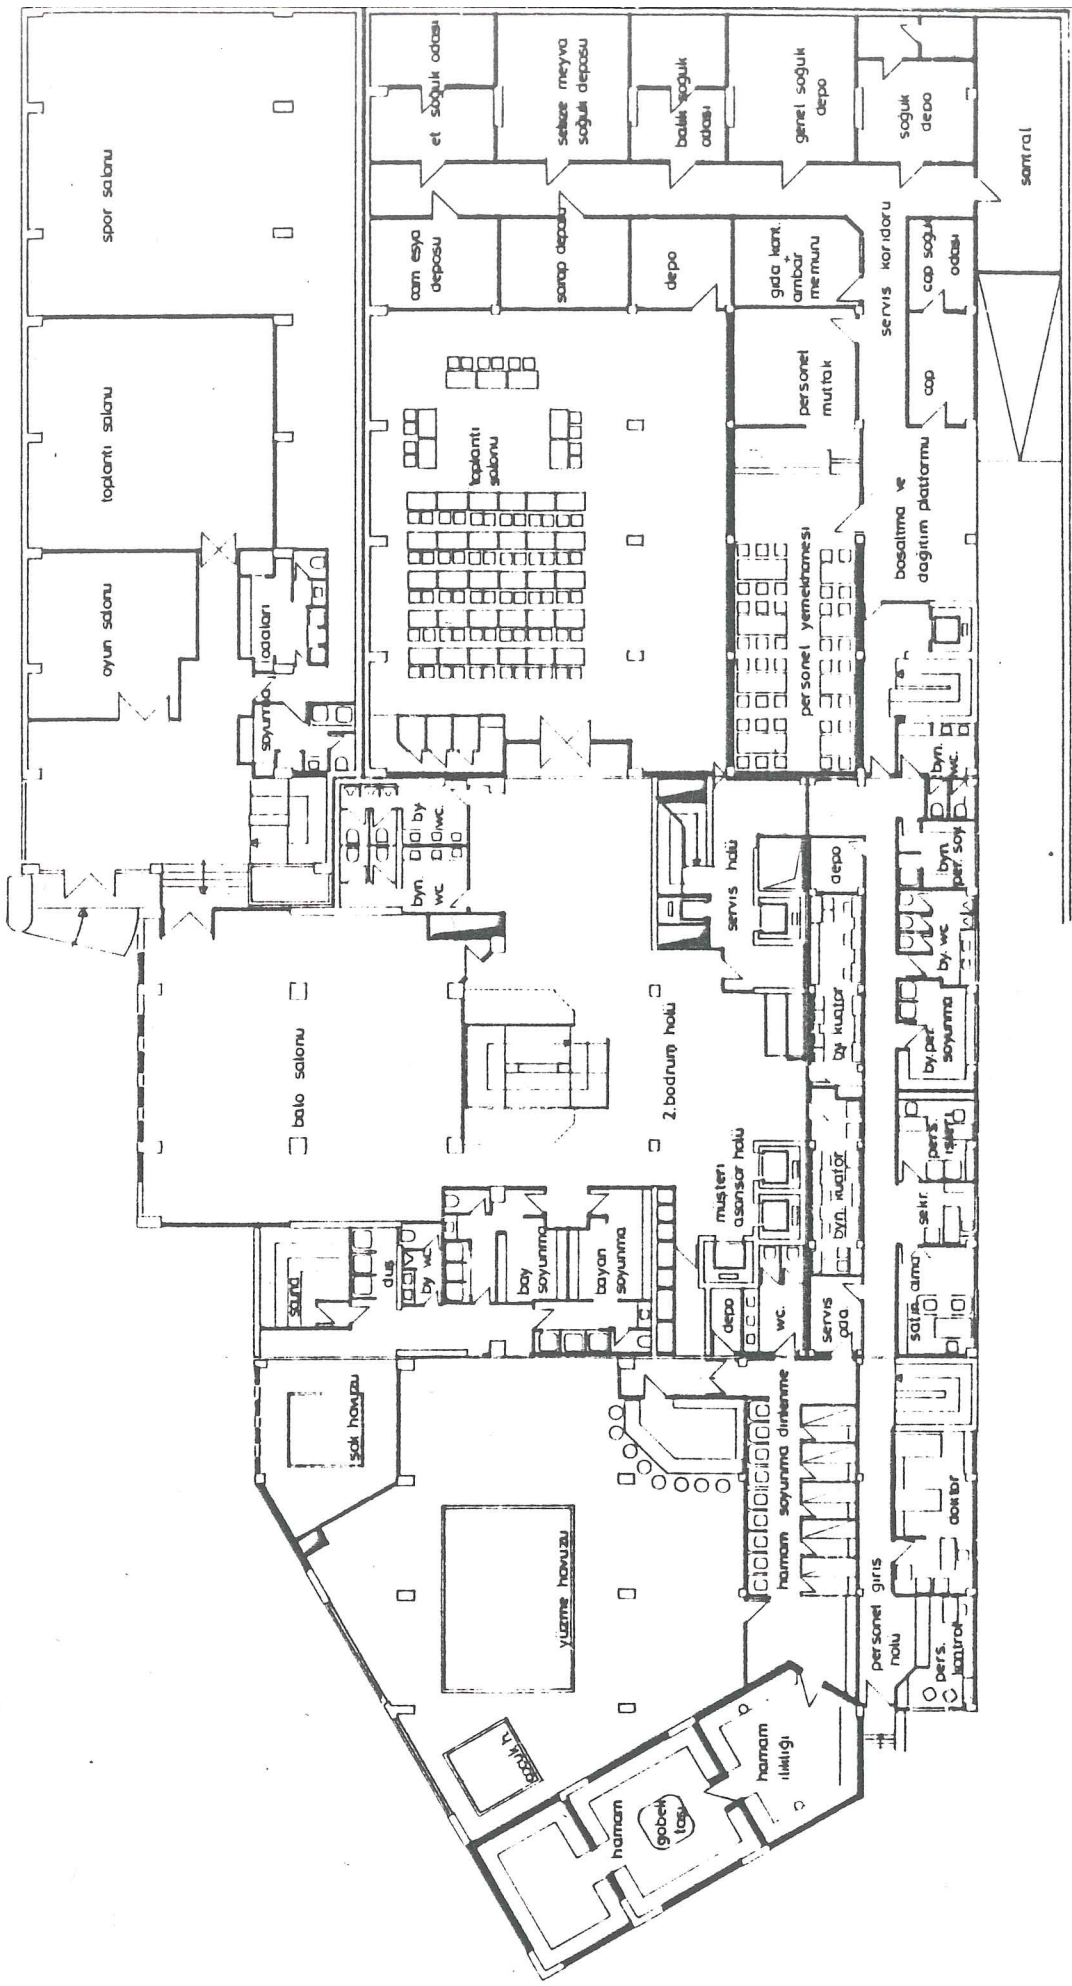 spor salonu
toplantı salonu
oyun salonu
soyunma
odaları
et soğuk odası
sebze meyva
soğuk deposu
balık soğuk
odası
genel soğuk
depo
soğuk
depo
santral
cam eşya
deposu
şarap deposu
depo
gıda kont.
+
ambar
memuru
servis koridoru
çöp soğuk
odası
çöp
personel
mutfak
toplantı
salonu
personel yemekhanesi
boşaltma ve
dağıtım platformu
byn.
wc.
by
wc.
byn
wc.
servis holü
depo
byn
per. soy.
by. wc
by. per.
soyunma
by kuaför
balo salonu
2.bodrum holü
müşteri
asansör holü
byn. kuaför
pers.
işleri
sekr.
satın alma
sauna
duş
by wc.
bay
soyunma
bayan
soyunma
depo
wc.
servis
oda
şok havuzu
yüzme havuzu
hamam soyunma dinlenme
doktor
personel giriş
holü
pers.
kontrol
çocuk h.
hamam
göbek
taşı
hamam
ılıklığı